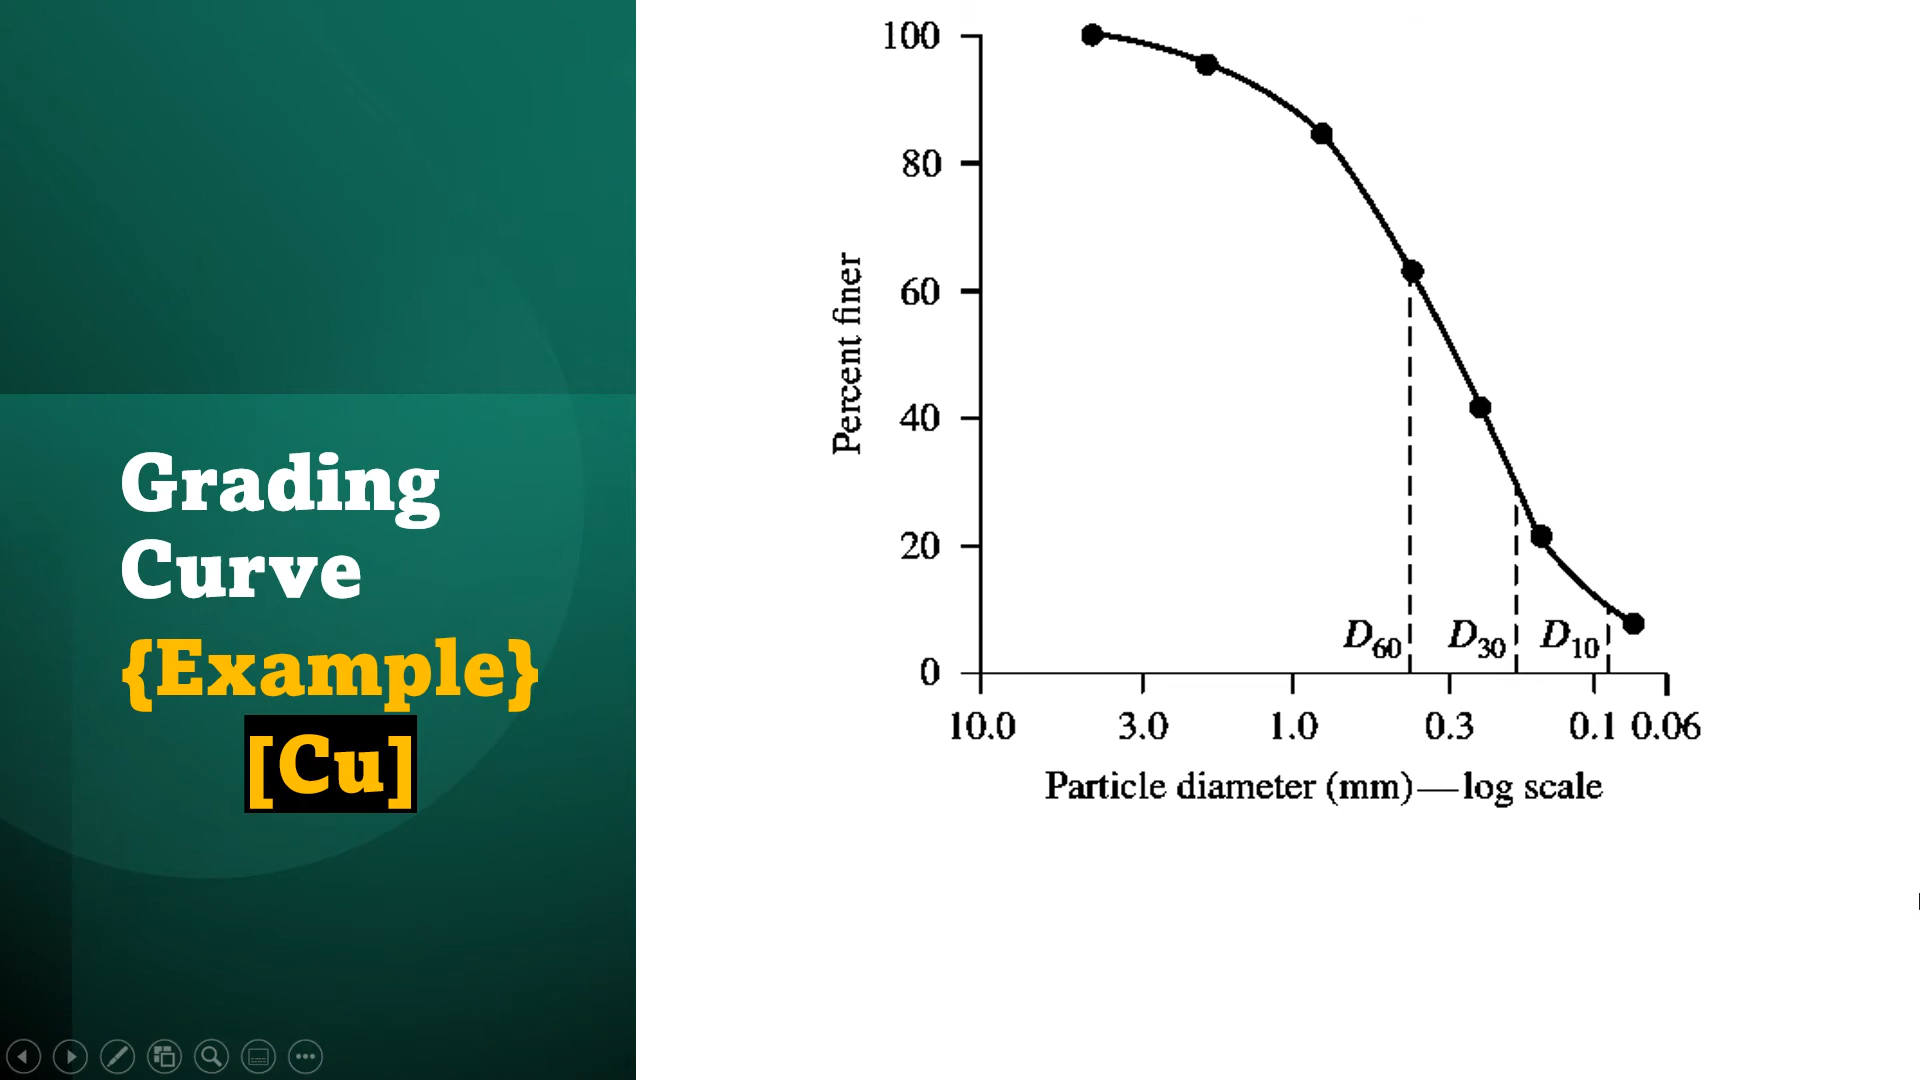 Grading
Curve
{Example}
[Cu]
100
80
60
40
20
0
Percent finer
D60
D30
D10
10.0 3.0 1.0 0.3 0.1 0.06
Particle diameter (mm)—log scale